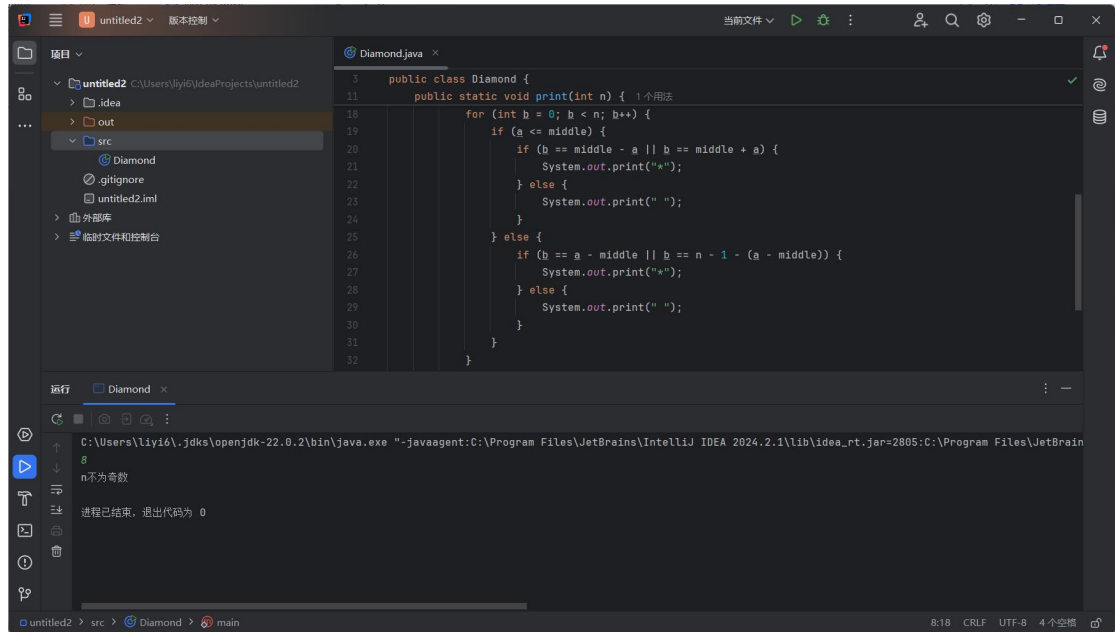 U untitled2 版本控制 当前文件
项目
Diamond.java
untitled2 C:\Users\liyi6\IdeaProjects\untitled2
.idea
out
src
Diamond
.gitignore
untitled2.iml
外部库
临时文件和控制台
3 public class Diamond {
11 public static void print(int n) { 1个用法
18 for (int b = 0; b < n; b++) {
19 if (a <= middle) {
20 if (b == middle - a || b == middle + a) {
21 System.out.print("*");
22 } else {
23 System.out.print(" ");
24 }
25 } else {
26 if (b == a - middle || b == n - 1 - (a - middle)) {
27 System.out.print("*");
28 } else {
29 System.out.print(" ");
30 }
31 }
32 }
运行 Diamond
C:\Users\liyi6\.jdks\openjdk-22.0.2\bin\java.exe "-javaagent:C:\Program Files\JetBrains\IntelliJ IDEA 2024.2.1\lib\idea_rt.jar=2805:C:\Program Files\JetBrain
8
n不为奇数
进程已结束，退出代码为 0
untitled2 > src > Diamond > main 8:18 CRLF UTF-8 4个空格